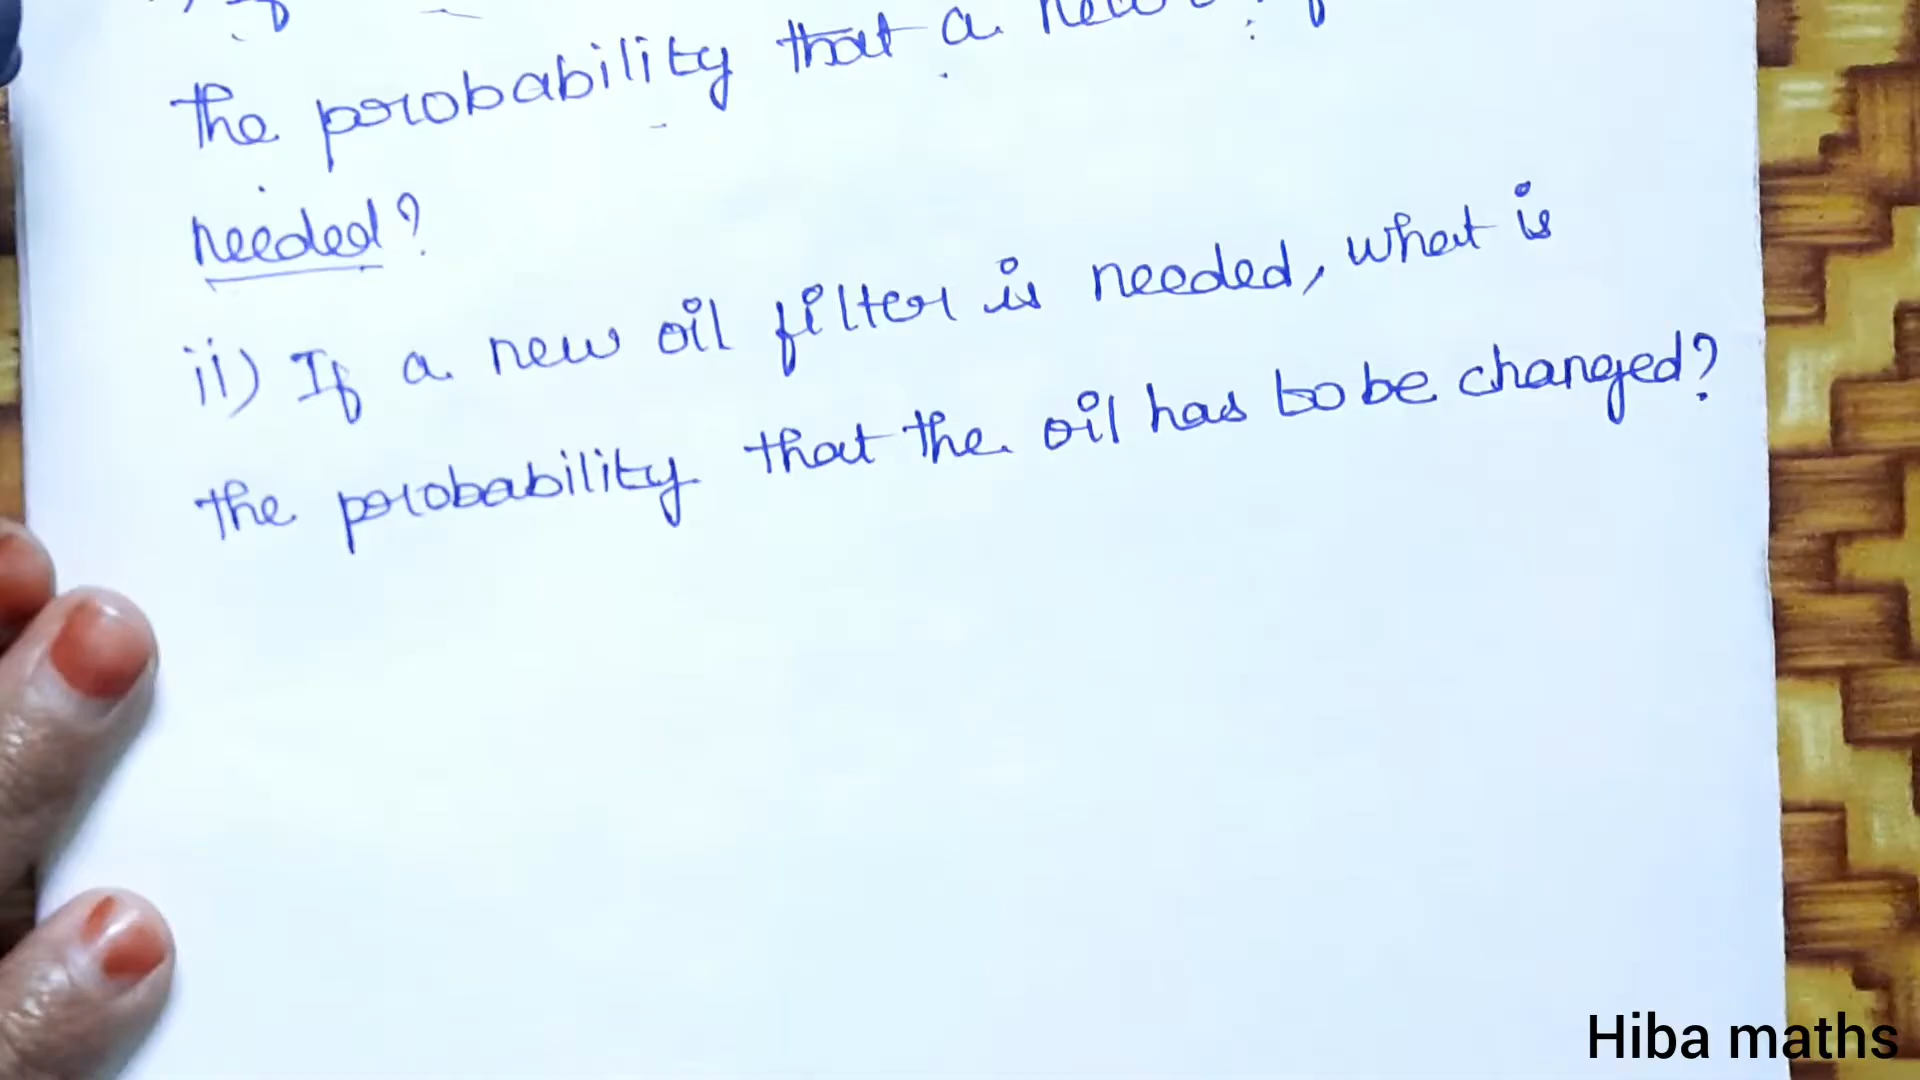 the probability that a new
needed?
ii) If a new oil filter is needed, what is
the probability that the oil has to be changed?
Hiba maths